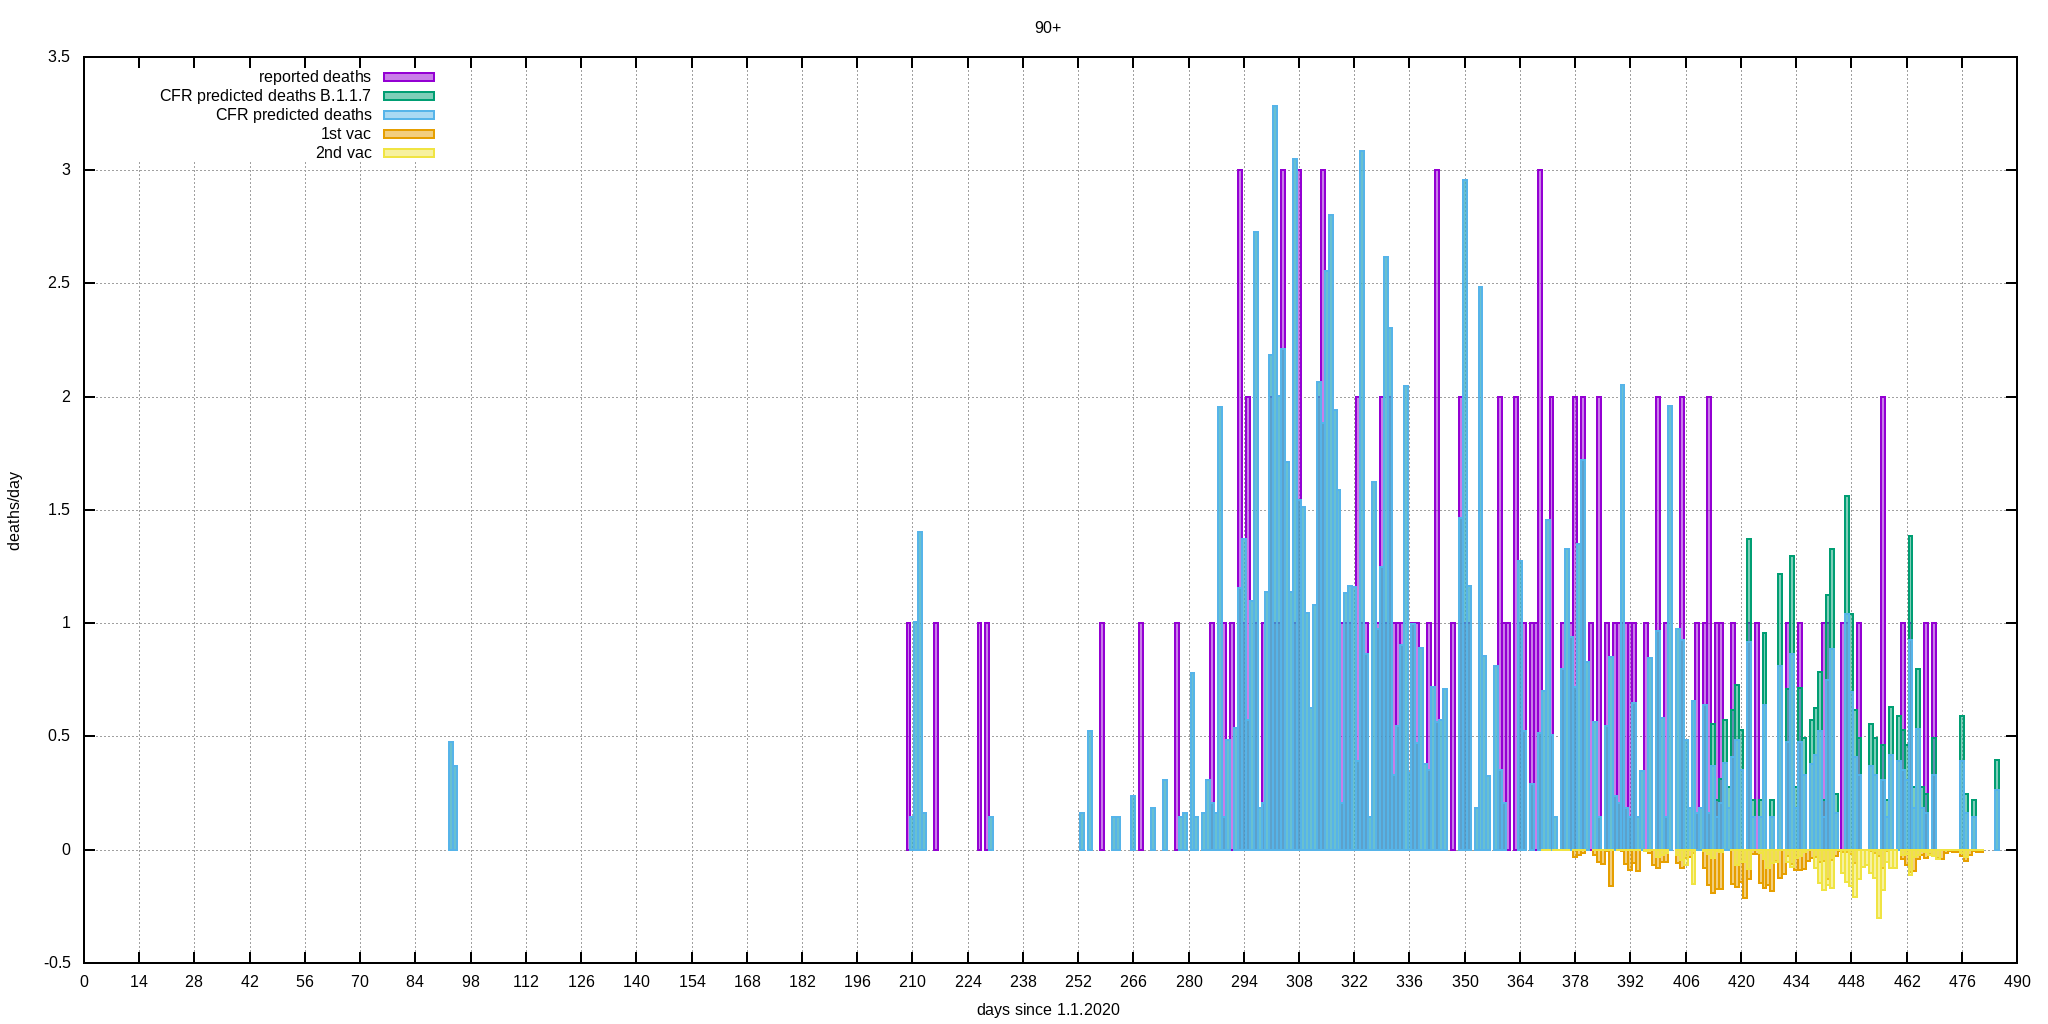 90+
reported deaths
CFR predicted deaths B.1.1.7
CFR predicted deaths
1st vac
2nd vac
3.5
3
2.5
2
1.5
1
0.5
0
-0.5
deaths/day
0 14 28 42 56 70 84 98 112 126 140 154 168 182 196 210 224 238 252 266 280 294 308 322 336 350 364 378 392 406 420 434 448 462 476 490
days since 1.1.2020